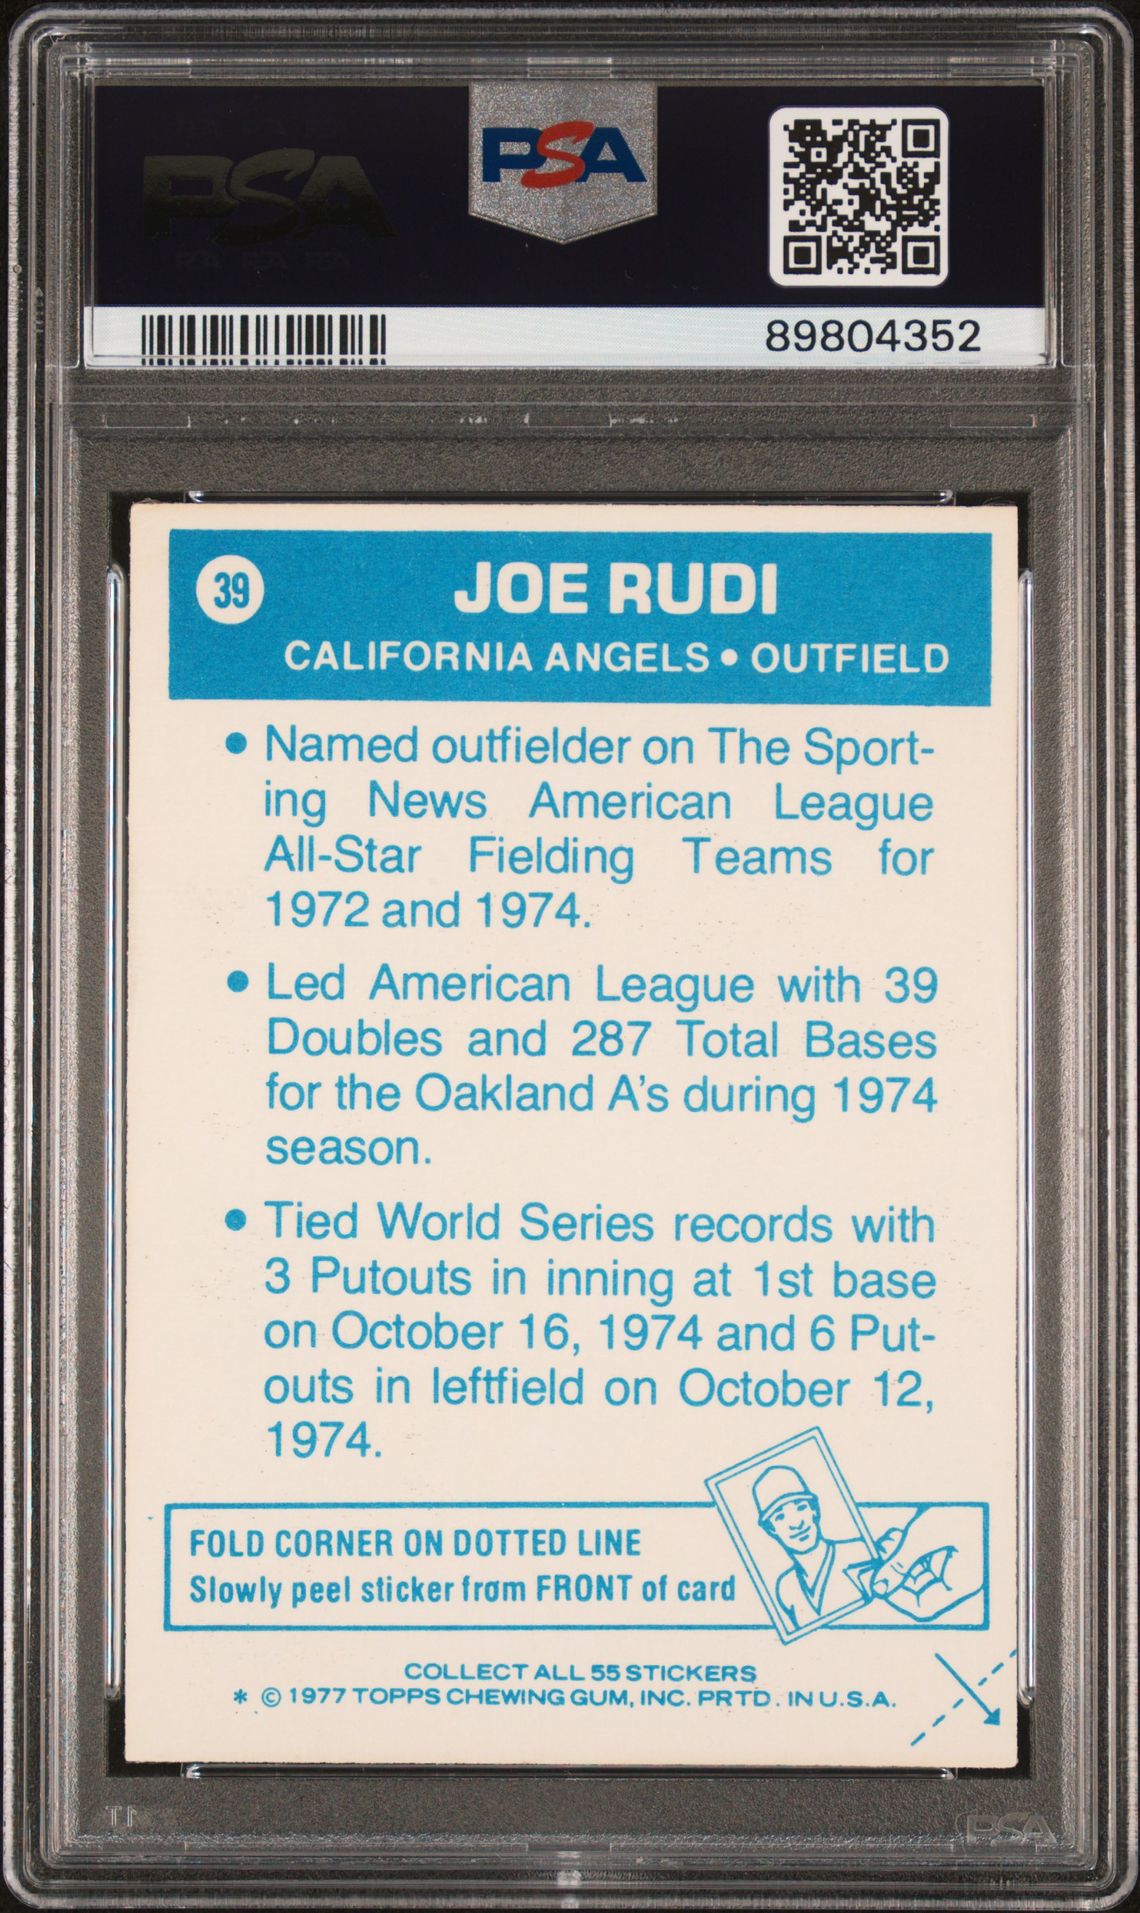 PSA
PSA
89804352
39
JOE RUDI
CALIFORNIA ANGELS • OUTFIELD
• Named outfielder on The Sport-
ing News American League
All-Star Fielding Teams for
1972 and 1974.
• Led American League with 39
Doubles and 287 Total Bases
for the Oakland A's during 1974
season.
• Tied World Series records with
3 Putouts in inning at 1st base
on October 16, 1974 and 6 Put-
outs in leftfield on October 12,
1974.
FOLD CORNER ON DOTTED LINE
Slowly peel sticker from FRONT of card
COLLECT ALL 55 STICKERS
* © 1977 TOPPS CHEWING GUM, INC. PRTD. IN U.S.A.
PSA